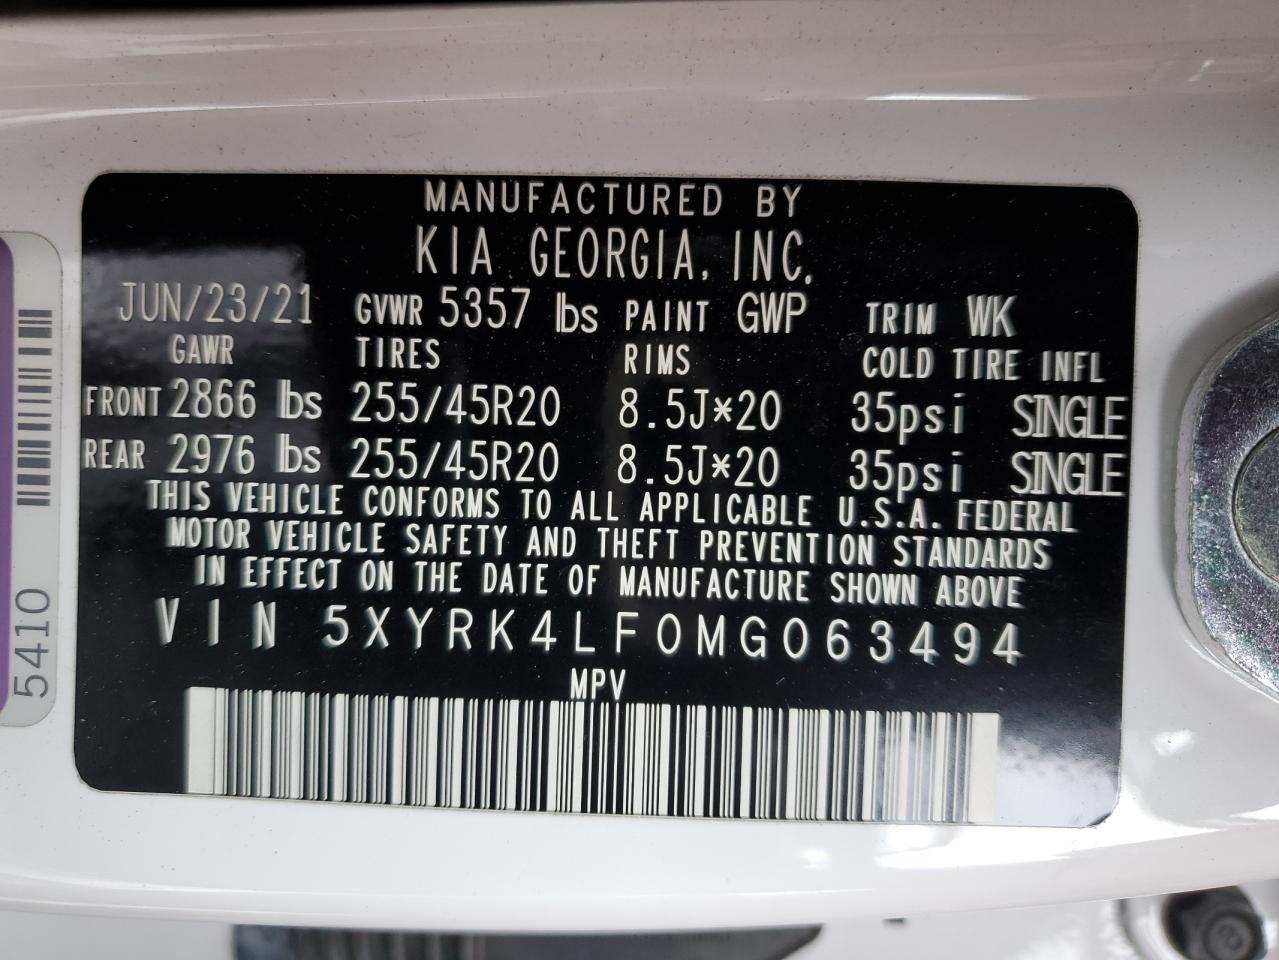 MANUFACTURED BY
KIA GEORGIA, INC.
JUN/23/21 GVWR 5357 lbs PAINT GWP TRIM WK
GAWR TIRES RIMS COLD TIRE INFL
FRONT 2866 lbs 255/45R20 8.5J*20 35psi SINGLE
REAR 2976 lbs 255/45R20 8.5J*20 35psi SINGLE
THIS VEHICLE CONFORMS TO ALL APPLICABLE U.S.A. FEDERAL
MOTOR VEHICLE SAFETY AND THEFT PREVENTION STANDARDS
IN EFFECT ON THE DATE OF MANUFACTURE SHOWN ABOVE
VIN 5XYRK4LF0MG063494
MPV
5410